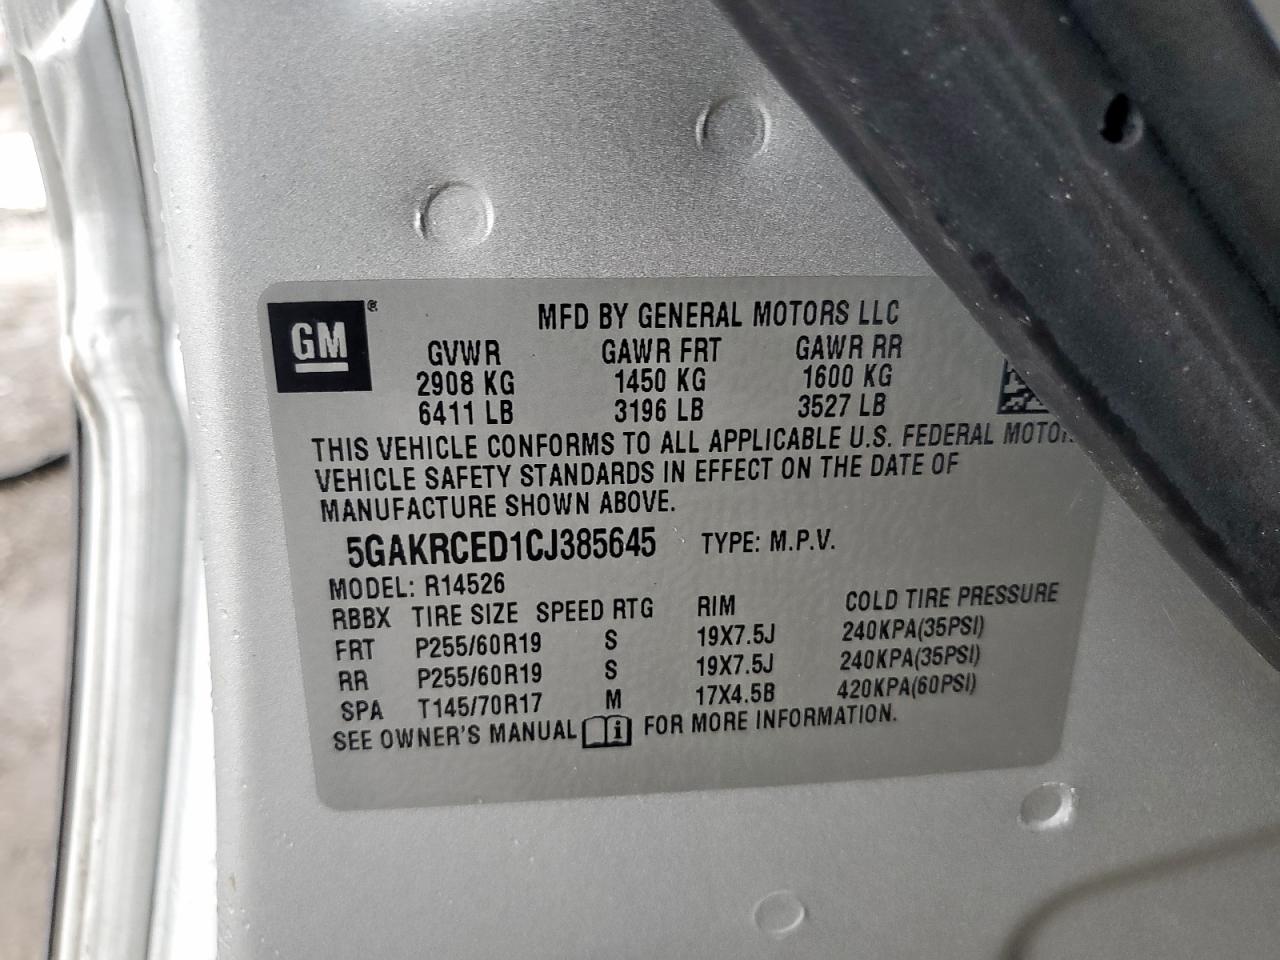 GM ®
MFD BY GENERAL MOTORS LLC
GVWR GAWR FRT GAWR RR
2908 KG 1450 KG 1600 KG
6411 LB 3196 LB 3527 LB
THIS VEHICLE CONFORMS TO ALL APPLICABLE U.S. FEDERAL MOTO
VEHICLE SAFETY STANDARDS IN EFFECT ON THE DATE OF
MANUFACTURE SHOWN ABOVE.
5GAKRCED1CJ385645 TYPE: M.P.V.
MODEL: R14526
RBBX TIRE SIZE SPEED RTG RIM COLD TIRE PRESSURE
FRT P255/60R19 S 19X7.5J 240KPA(35PSI)
RR P255/60R19 S 19X7.5J 240KPA(35PSI)
SPA T145/70R17 M 17X4.5B 420KPA(60PSI)
SEE OWNER'S MANUAL i FOR MORE INFORMATION.